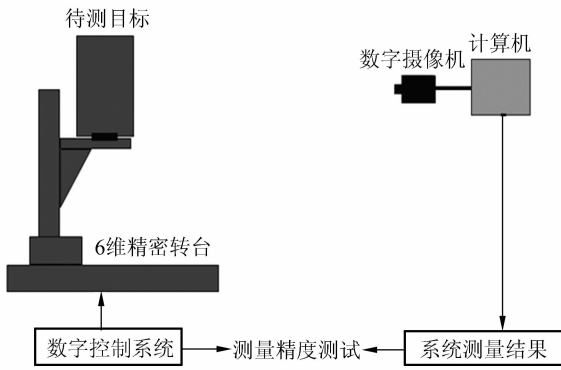 待测目标
计算机
数字摄像机
6维精密转台
数字控制系统
测量精度测试
系统测量结果